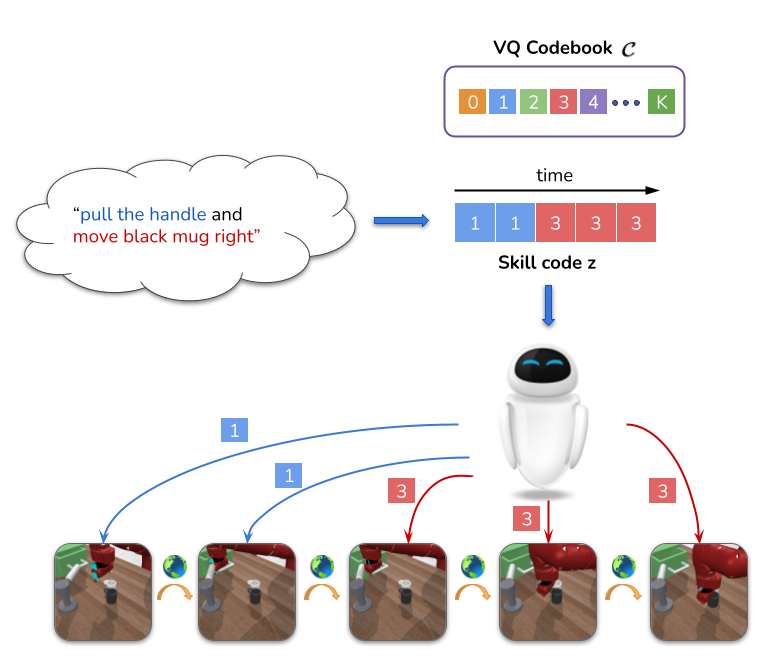 VQ Codebook 𝒞
0 1 2 3 4 ••• K
time
“pull the handle and
move black mug right”
1 1 3 3 3
Skill code z
1
1
3
3
3